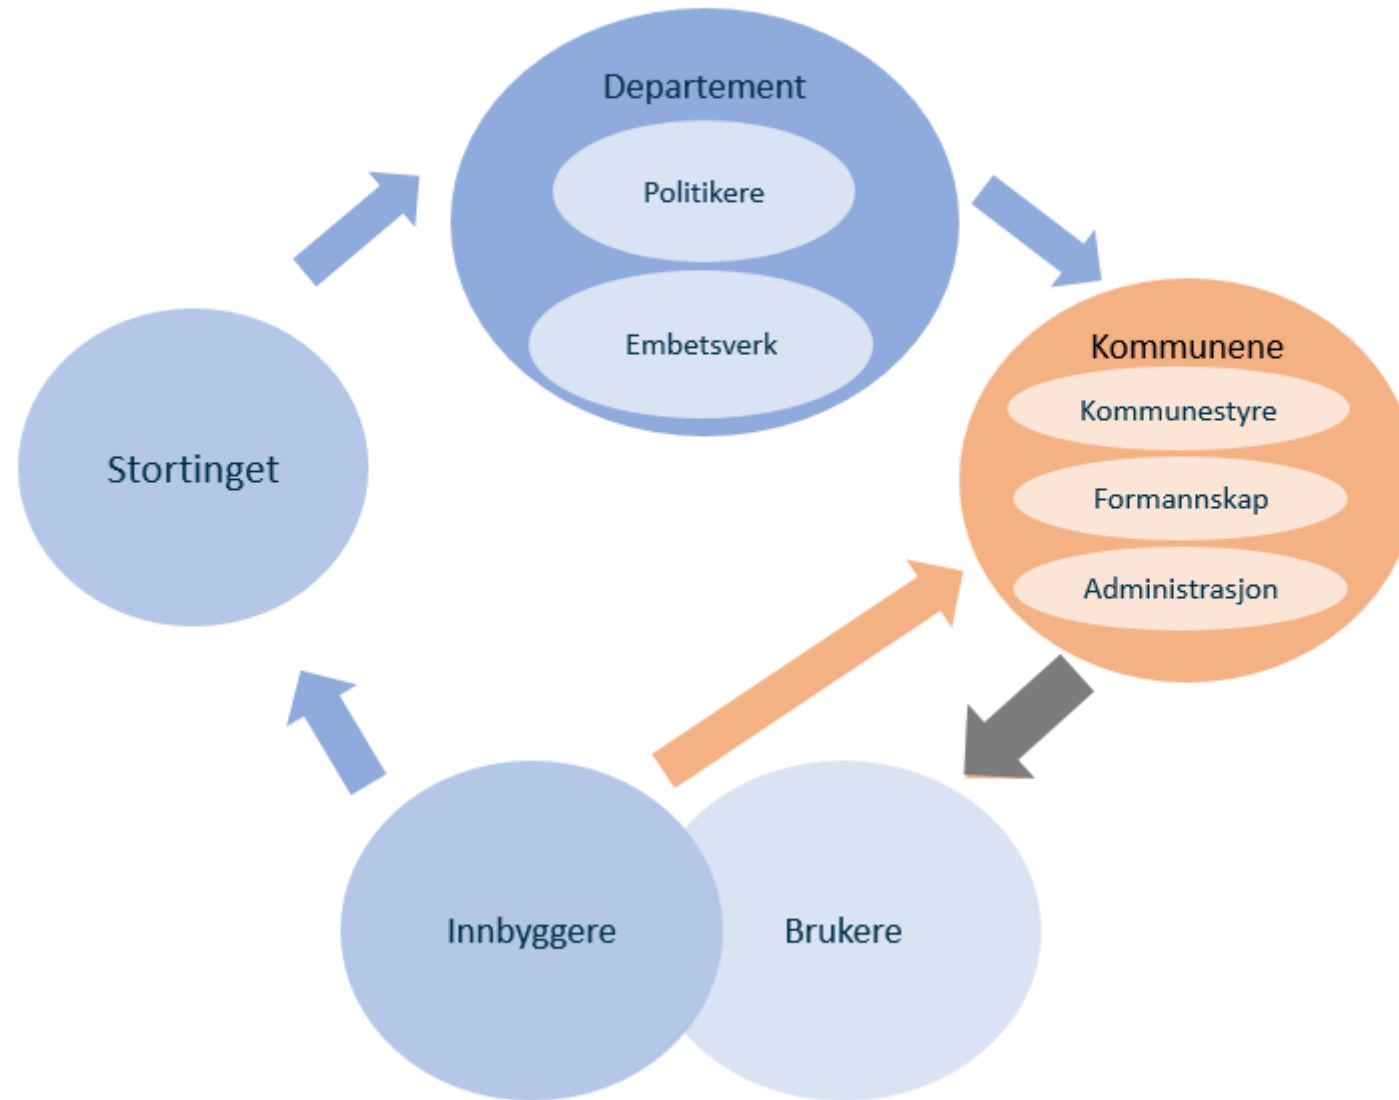 Departement
Politikere
Embetsverk
Kommunene
Kommunestyre
Formannskap
Administrasjon
Stortinget
Innbyggere
Brukere